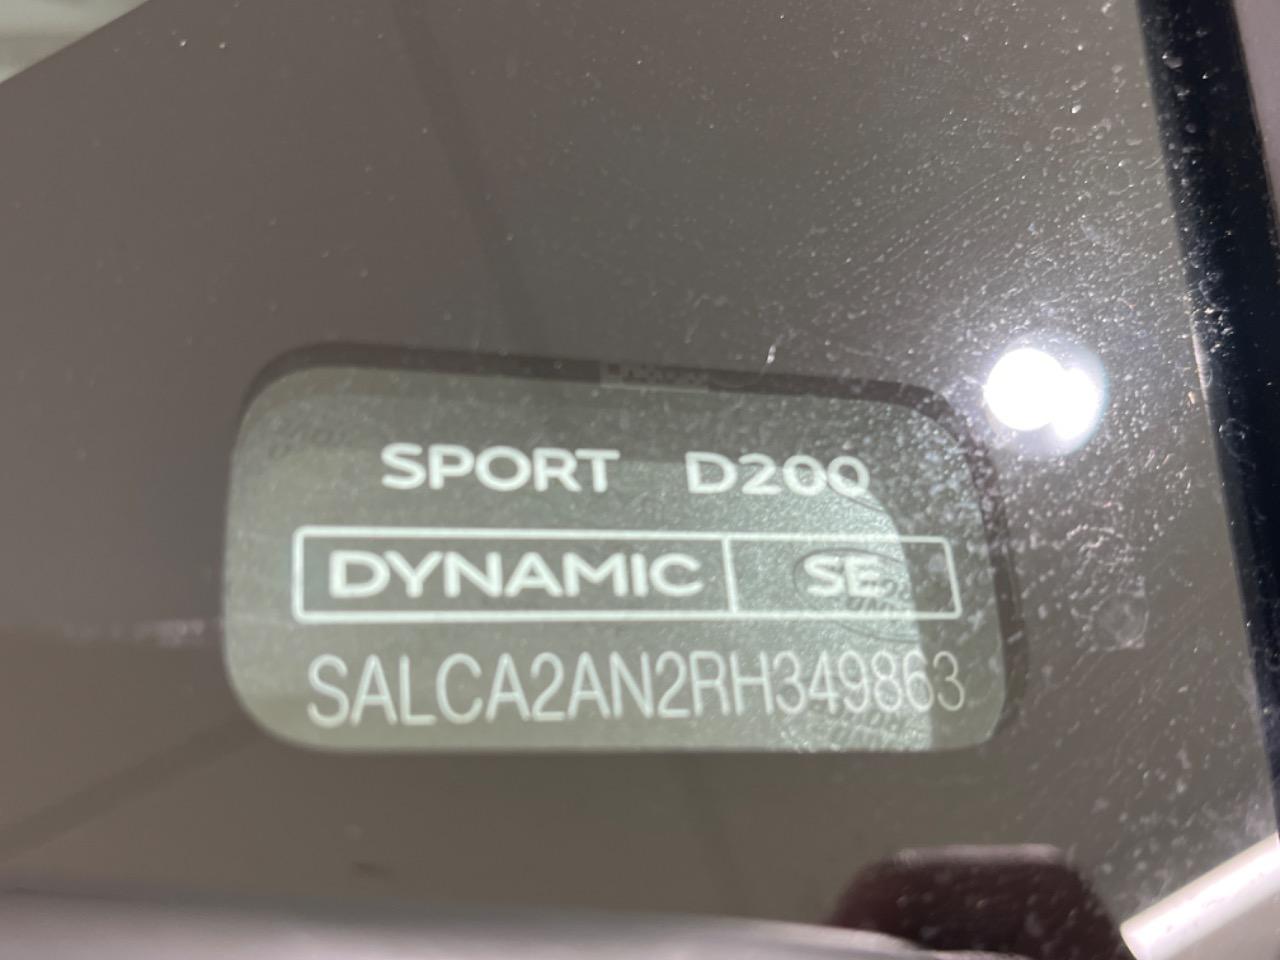 SPORT D200
DYNAMIC SE
SALCA2AN2RH349863